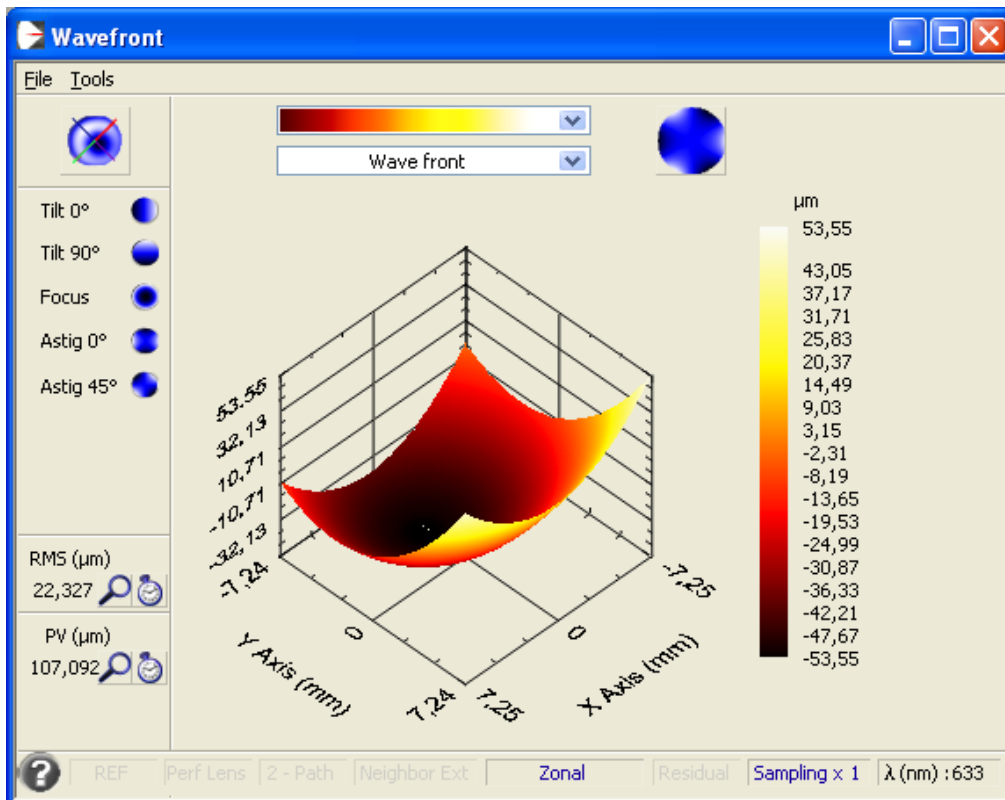 Wavefront
File Tools
Wave front
Tilt 0°
Tilt 90°
Focus
Astig 0°
Astig 45°
RMS (µm)
22,327
PV (µm)
107,092
53.55
32,13
10,71
-10,71
-32,13
-7,24
0
7,24
Y Axis (mm)
7,25
0
-7,25
X Axis (mm)
µm
53,55
43,05
37,17
31,71
25,83
20,37
14,49
9,03
3,15
-2,31
-8,19
-13,65
-19,53
-24,99
-30,87
-36,33
-42,21
-47,67
-53,55
? REF Perf Lens 2 - Path Neighbor Ext Zonal Residual Sampling x 1 λ (nm) :633